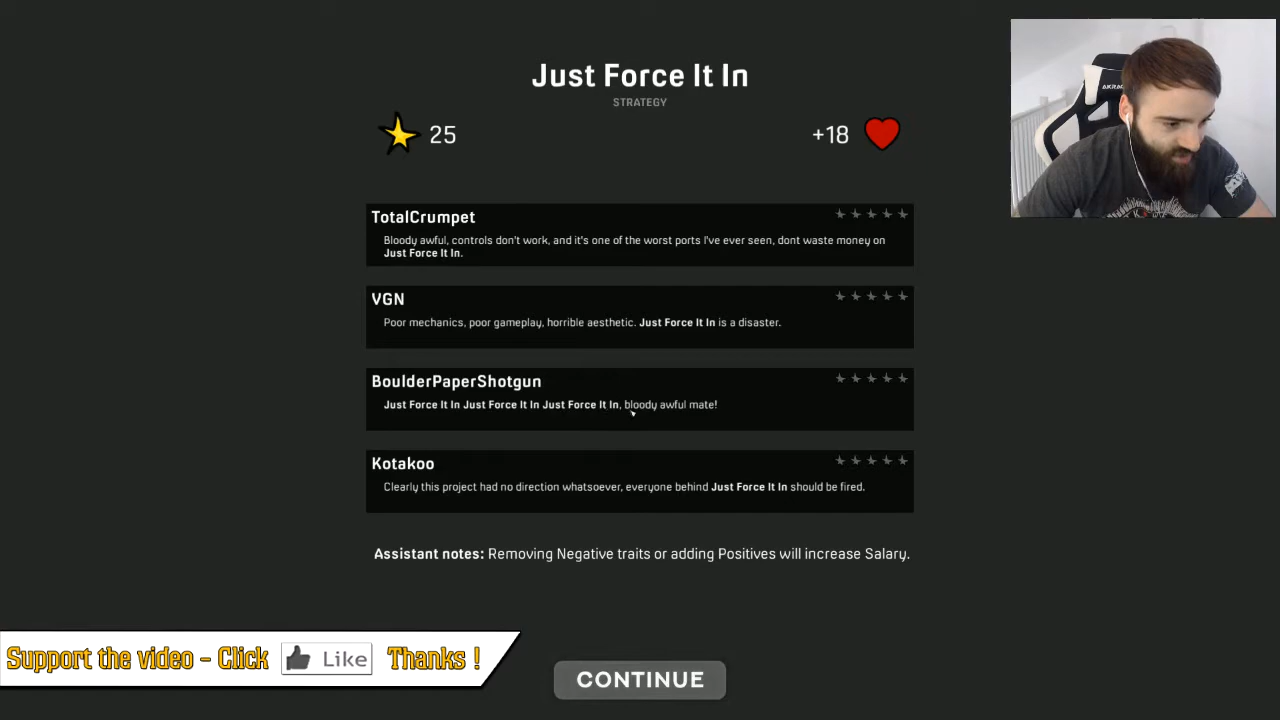 Just Force It In
STRATEGY
25
+18
TotalCrumpet
Bloody awful, controls don't work, and it's one of the worst ports I've ever seen, dont waste money on
Just Force It In.
VGN
Poor mechanics, poor gameplay, horrible aesthetic. Just Force It In is a disaster.
BoulderPaperShotgun
Just Force It In Just Force It In Just Force It In, bloody awful mate!
Kotakoo
Clearly this project had no direction whatsoever, everyone behind Just Force It In should be fired.
Assistant notes: Removing Negative traits or adding Positives will increase Salary.
Support the video - Click Like Thanks !
CONTINUE